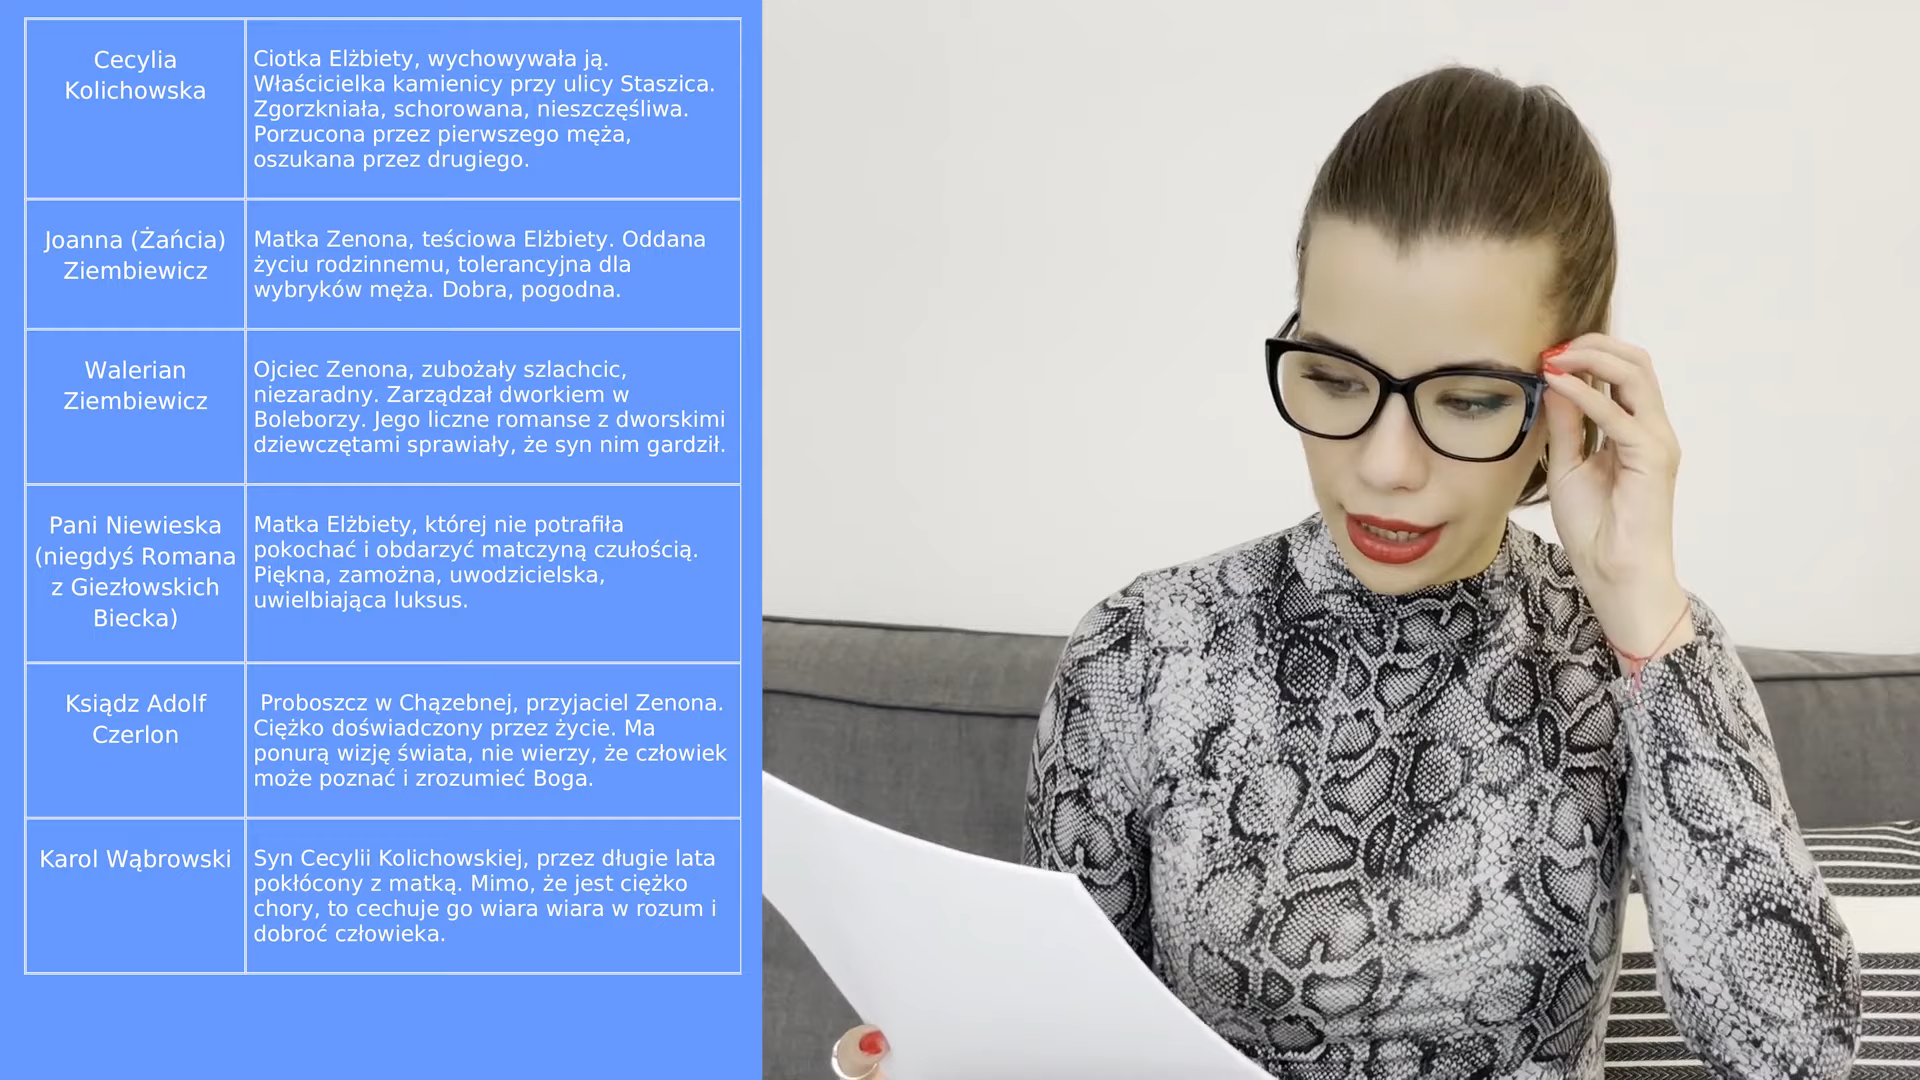 Cecylia
Kolichowska
Ciotka Elżbiety, wychowywała ją.
Właścicielka kamienicy przy ulicy Staszica.
Zgorzkniała, schorowana, nieszczęśliwa.
Porzucona przez pierwszego męża,
oszukana przez drugiego.
Joanna (Żańcia)
Ziembiewicz
Matka Zenona, teściowa Elżbiety. Oddana
życiu rodzinnemu, tolerancyjna dla
wybryków męża. Dobra, pogodna.
Walerian
Ziembiewicz
Ojciec Zenona, zubożały szlachcic,
niezaradny. Zarządzał dworkiem w
Boleborzy. Jego liczne romanse z dworskimi
dziewczętami sprawiały, że syn nim gardził.
Pani Niewieska
(niegdyś Romana
z Giezłowskich
Biecka)
Matka Elżbiety, której nie potrafiła
pokochać i obdarzyć matczyną czułością.
Piękna, zamożna, uwodzicielska,
uwielbiająca luksus.
Ksiądz Adolf
Czerlon
Proboszcz w Chązebnej, przyjaciel Zenona.
Ciężko doświadczony przez życie. Ma
ponurą wizję świata, nie wierzy, że człowiek
może poznać i zrozumieć Boga.
Karol Wąbrowski
Syn Cecylii Kolichowskiej, przez długie lata
pokłócony z matką. Mimo, że jest ciężko
chory, to cechuje go wiara wiara w rozum i
dobroć człowieka.